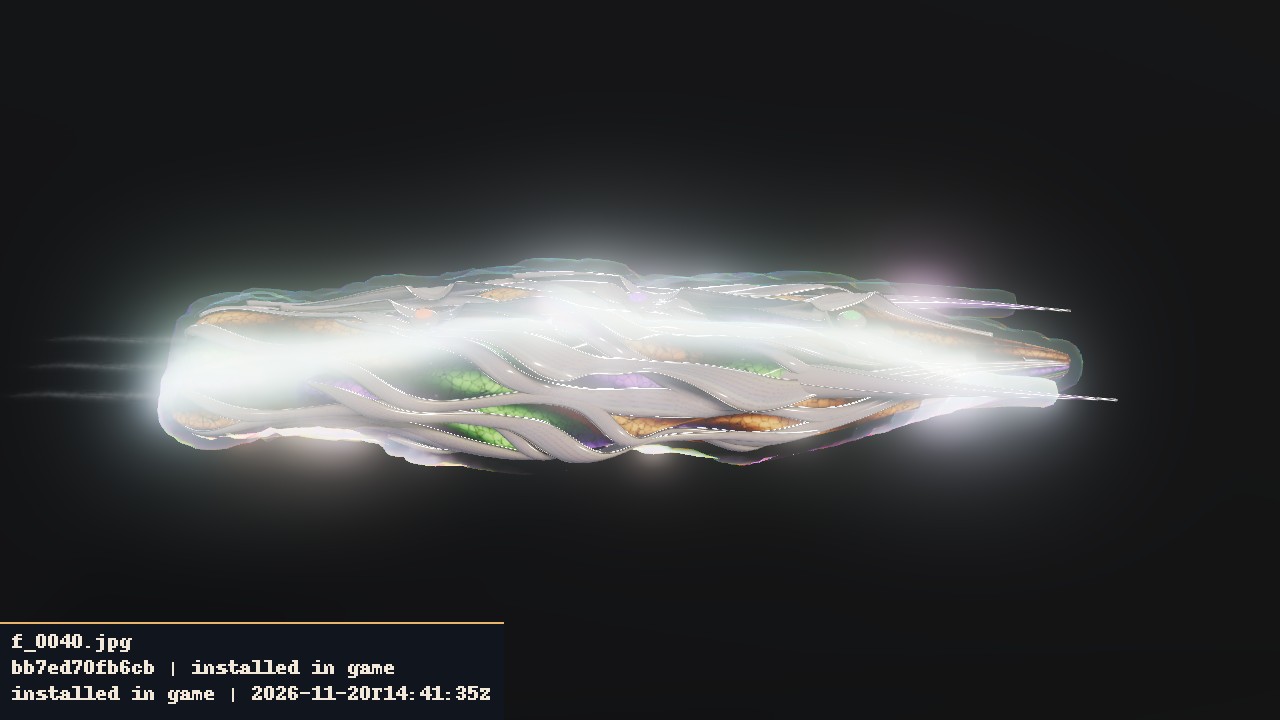 f_0040.jpg
bb7ed70fb6cb | installed in game
installed in game | 2026-11-20T14:41:35Z